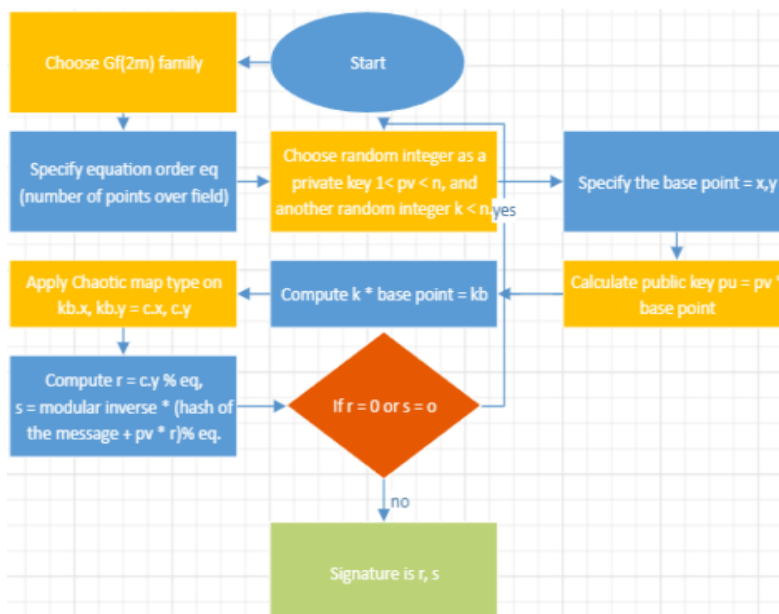 Start
Choose Gf(2m) family
Specify equation order eq
(number of points over field)
Choose random integer as a
private key 1< pv < n, and
another random integer k < n.
Specify the base point = x,y
Calculate public key pu = pv *
base point
Compute k * base point = kb
Apply Chaotic map type on
kb.x, kb.y = c.x, c.y
Compute r = c.y % eq,
s = modular inverse * (hash of
the message + pv * r)% eq.
If r = 0 or s = o
yes
no
Signature is r, s